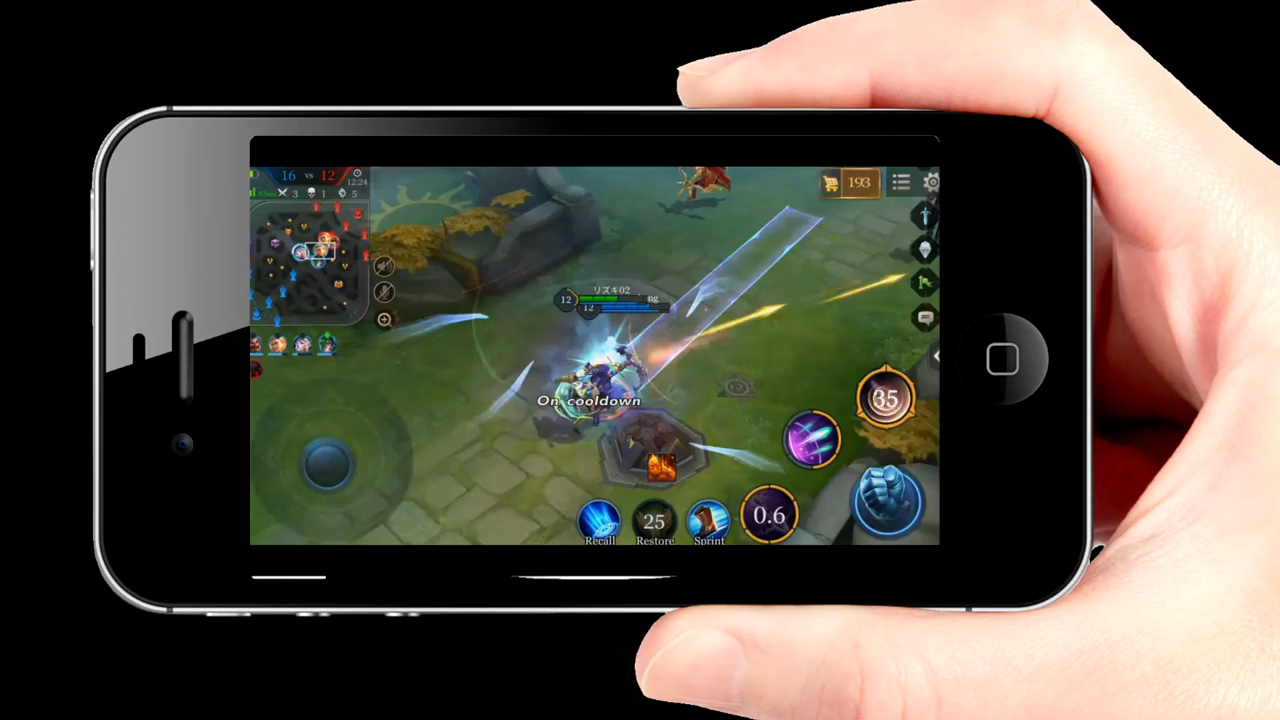 16 vs 12
12:24
3 1 5
193
リズキ02
12
12 ng
On cooldown
35
0.6
25
Recall Restore Sprint